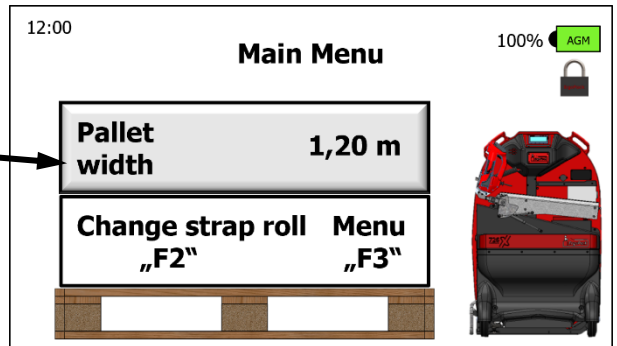 12:00
Main Menu
100%
AGM
Pallet
width
1,20 m
Change strap roll
„F2“
Menu
„F3“